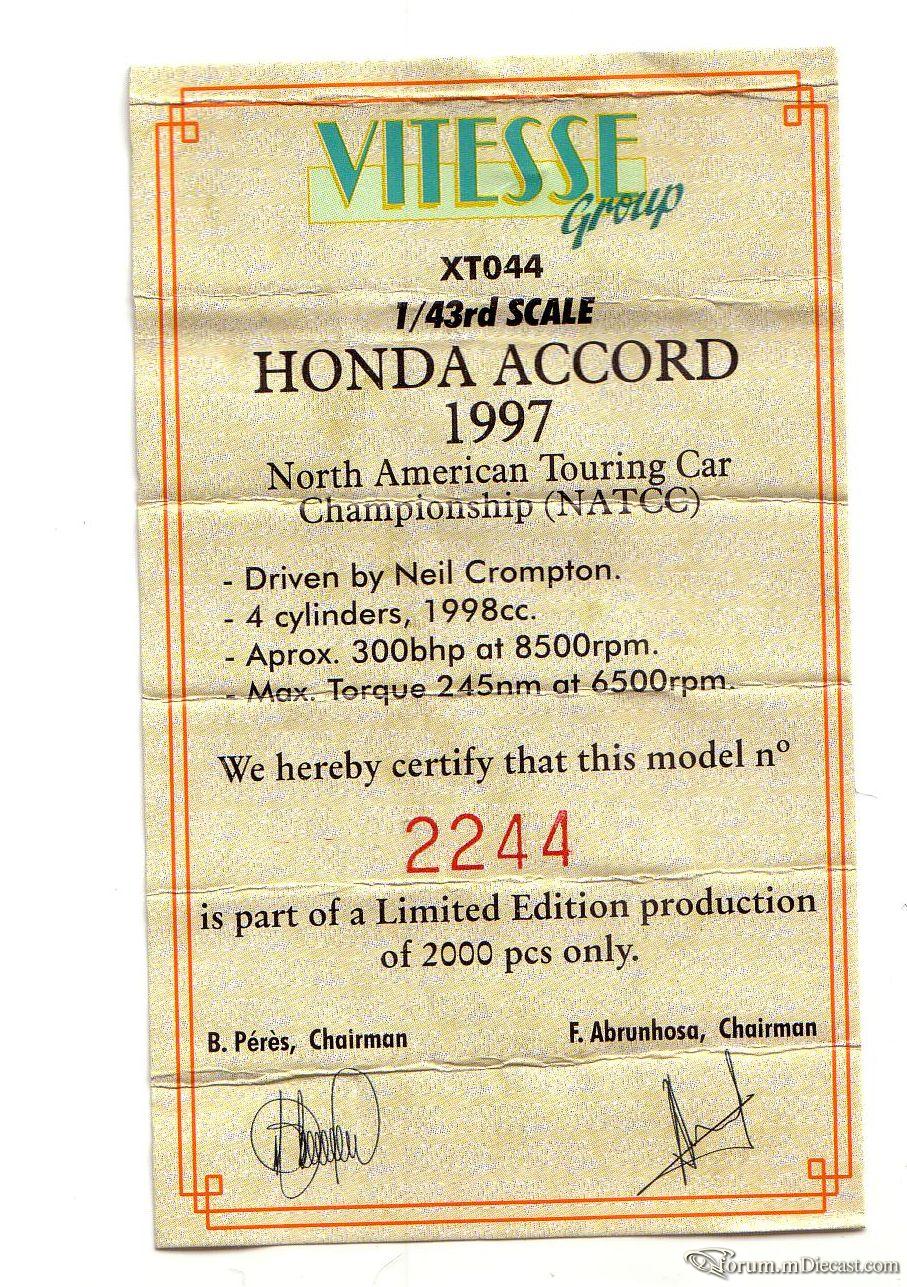 VITESSE
Group
XT044
1/43rd SCALE
HONDA ACCORD
1997
North American Touring Car
Championship (NATCC)
- Driven by Neil Crompton.
- 4 cylinders, 1998cc.
- Aprox. 300bhp at 8500rpm.
- Max. Torque 245nm at 6500rpm.
We hereby certify that this model nº
2244
is part of a Limited Edition production
of 2000 pcs only.
B. Pérès, Chairman
F. Abrunhosa, Chairman
Forum.mDiecast.com